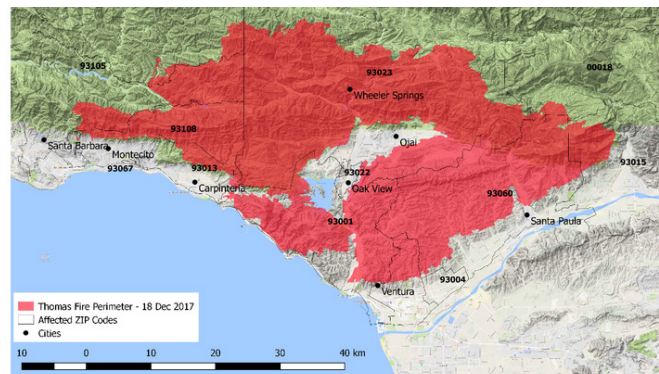 93105
93023
00018
Wheeler Springs
93108
Santa Barbara
Montecito
Ojai
93067
93013
Carpinteria
93022
Oak View
93015
93060
93001
Santa Paula
93004
Ventura
Thomas Fire Perimeter - 18 Dec 2017
Affected ZIP Codes
Cities
10 0 10 20 30 40 km